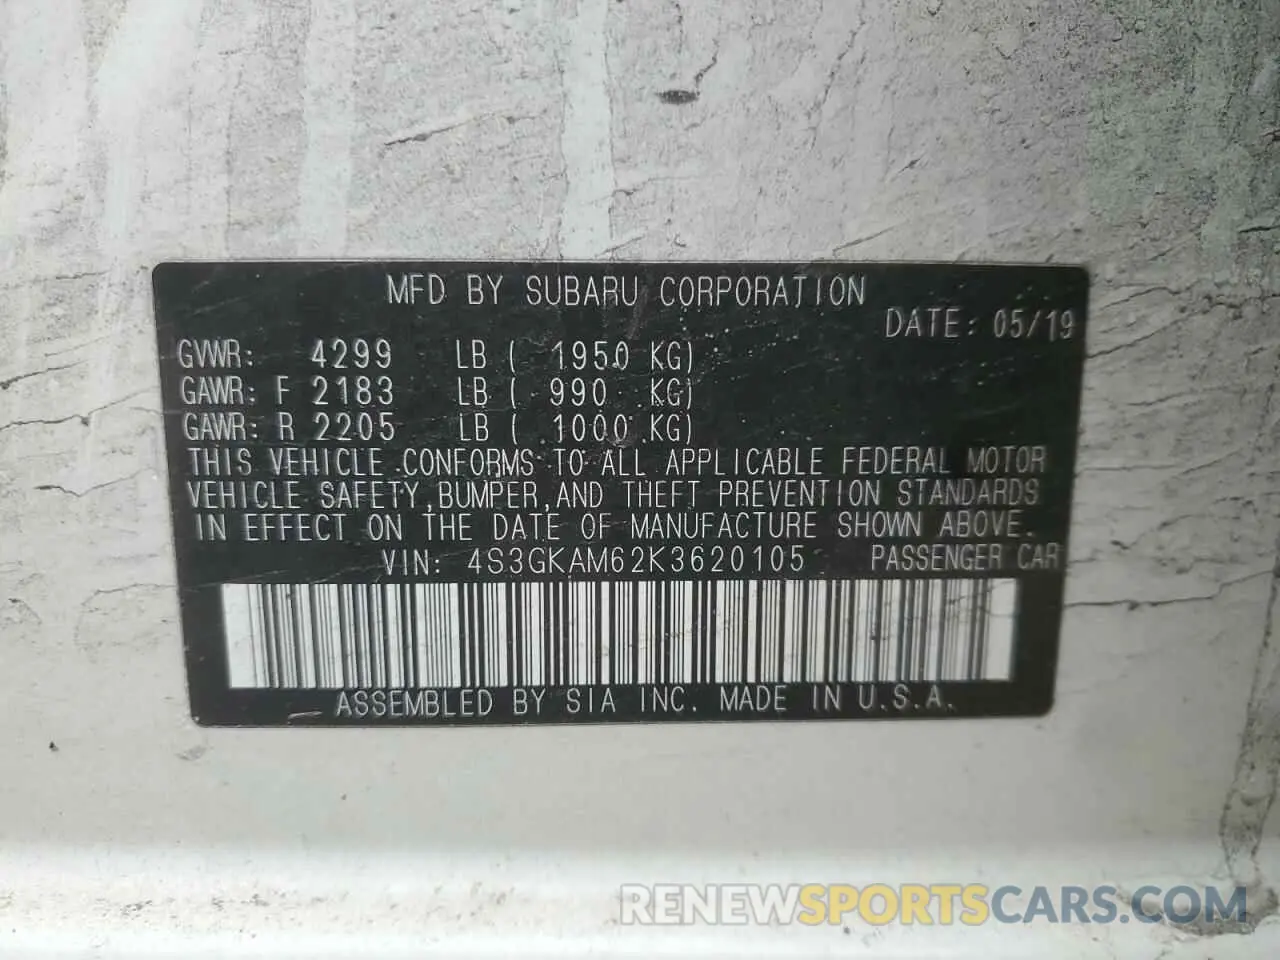 MFD BY SUBARU CORPORATION
DATE: 05/19
GVWR: 4299 LB ( 1950 KG)
GAWR: F 2183 LB ( 990 KG)
GAWR: R 2205 LB ( 1000 KG)
THIS VEHICLE CONFORMS TO ALL APPLICABLE FEDERAL MOTOR
VEHICLE SAFETY, BUMPER, AND THEFT PREVENTION STANDARDS
IN EFFECT ON THE DATE OF MANUFACTURE SHOWN ABOVE.
VIN: 4S3GKAM62K3620105 PASSENGER CAR
ASSEMBLED BY SIA INC. MADE IN U.S.A.
RENEWSPORTSCARS.COM